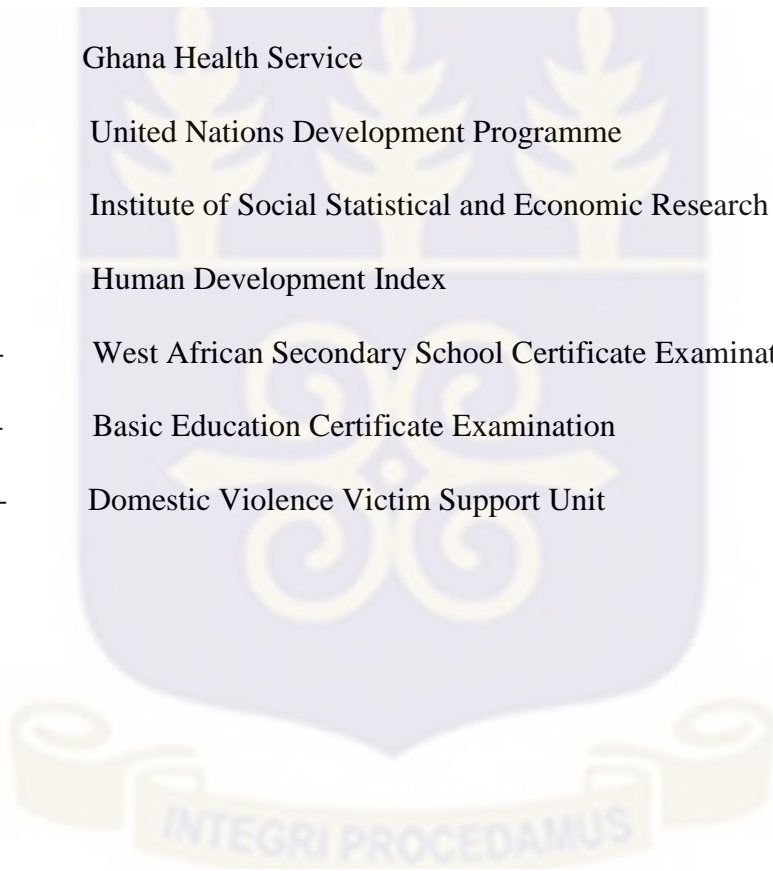 Ghana Health Service
United Nations Development Programme
Institute of Social Statistical and Economic Research
Human Development Index
- West African Secondary School Certificate Examinat
- Basic Education Certificate Examination
- Domestic Violence Victim Support Unit
INTEGRI PROCEDAMUS